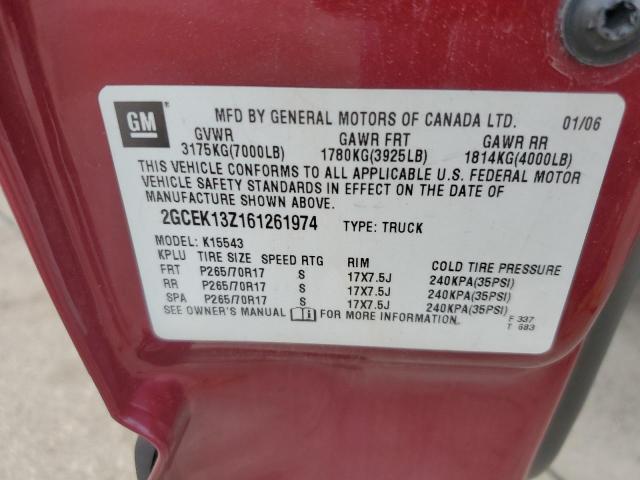 GM
MFD BY GENERAL MOTORS OF CANADA LTD. 01/06
GVWR GAWR FRT GAWR RR
3175KG(7000LB) 1780KG(3925LB) 1814KG(4000LB)
THIS VEHICLE CONFORMS TO ALL APPLICABLE U.S. FEDERAL MOTOR
VEHICLE SAFETY STANDARDS IN EFFECT ON THE DATE OF
MANUFACTURE SHOWN ABOVE.
2GCEK13Z161261974 TYPE: TRUCK
MODEL: K15543
KPLU TIRE SIZE SPEED RTG RIM COLD TIRE PRESSURE
FRT P265/70R17 S 17X7.5J 240KPA(35PSI)
RR P265/70R17 S 17X7.5J 240KPA(35PSI)
SPA P265/70R17 S 17X7.5J 240KPA(35PSI)
SEE OWNER'S MANUAL FOR MORE INFORMATION
F 337
T 683